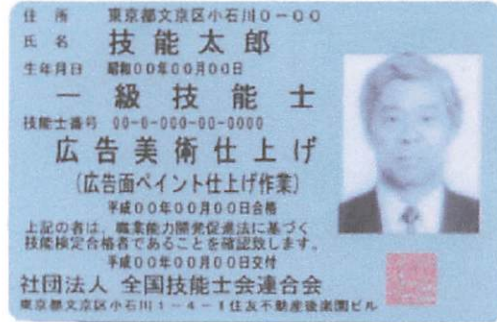 住 所 東京都文京区小石川0-00
氏 名 技能太郎
生年月日 昭和00年00月00日
一級技能士
技能士番号 00-0-000-00-0000
広告美術仕上げ
(広告面ペイント仕上げ作業)
平成00年00月00日合格
上記の者は、職業能力開発促進法に基づく
技能検定合格者であることを確認致します。
平成00年00月00日交付
社団法人 全国技能士会連合会
東京都文京区小石川1-4-1住友不動産後楽園ビル